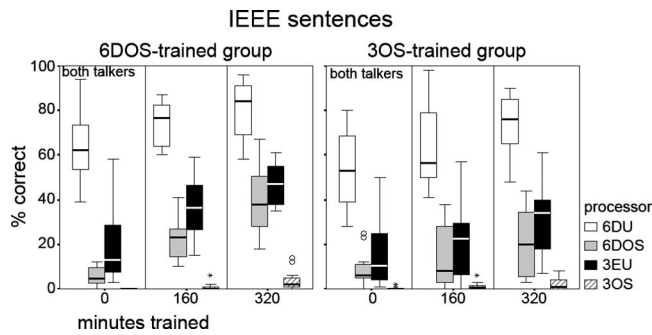 IEEE sentences
6DOS-trained group
3OS-trained group
both talkers
both talkers
100
80
60
40
20
0
% correct
0
160
320
0
160
320
minutes trained
processor
6DU
6DOS
3EU
3OS